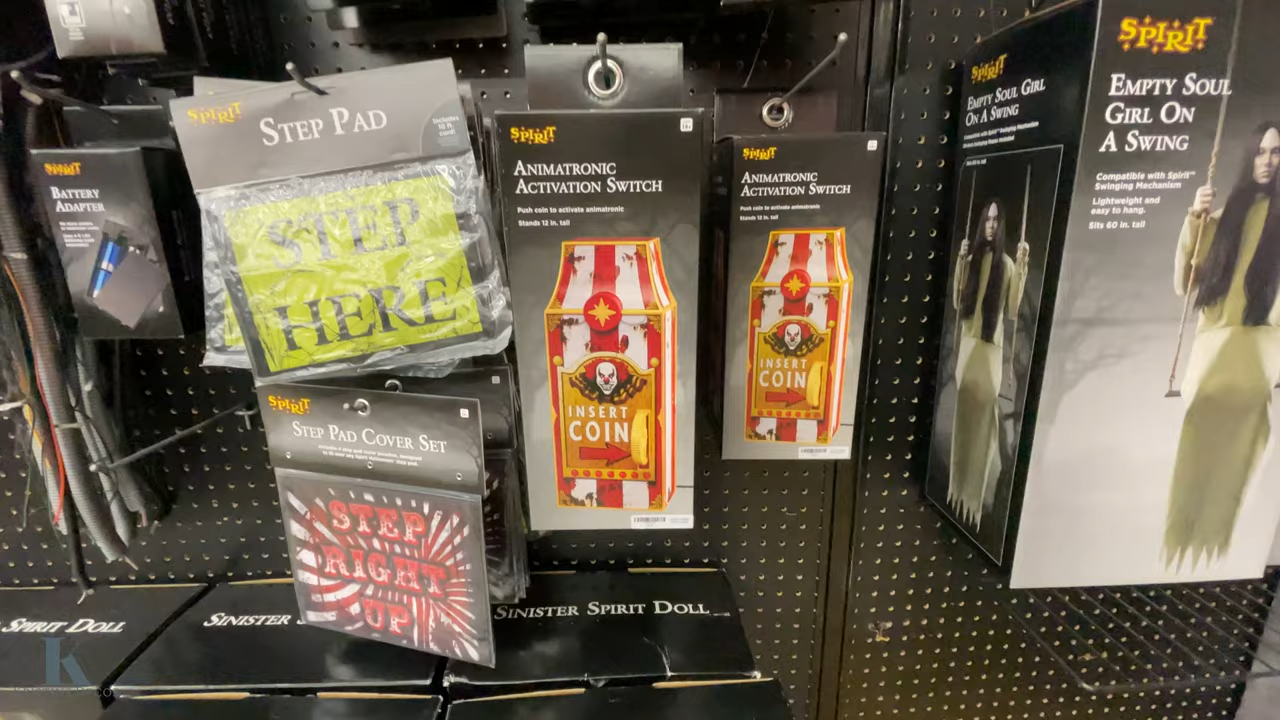 SPIRIT
BATTERY
ADAPTER
SPIRIT
STEP PAD
Includes
10 ft.
cord!
STEP
HERE
SPIRIT
STEP PAD COVER SET
STEP
RIGHT
UP
SPIRIT
ANIMATRONIC
ACTIVATION SWITCH
Push coin to activate animatronic
Stands 12 in. tall
INSERT
COIN
SPIRIT
ANIMATRONIC
ACTIVATION SWITCH
Push coin to activate animatronic
Stands 12 in. tall
INSERT
COIN
SPIRIT
EMPTY SOUL GIRL
ON A SWING
SPIRIT
EMPTY SOUL
GIRL ON
A SWING
Compatible with Spirit™
Swinging Mechanism
Lightweight and
easy to hang.
Sits 60 in. tall
SPIRIT DOLL
SINISTER
SINISTER SPIRIT DOLL
K